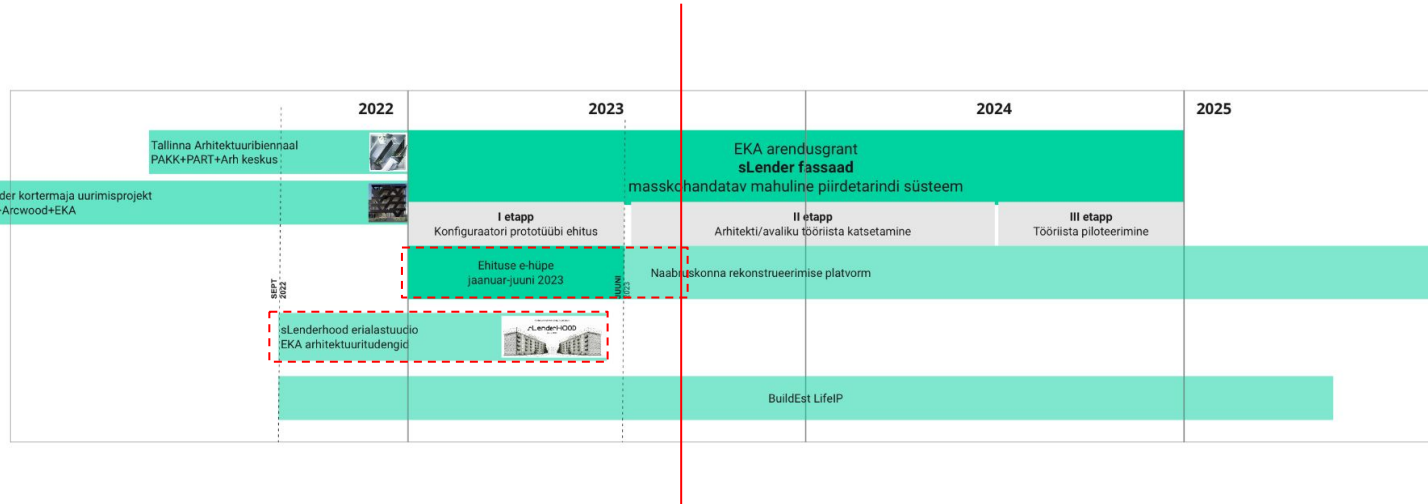 2022
2023
2024
2025
Tallinna Arhitektuuribiennaal
PAKK+PART+Arh keskus
EKA arendusgrant
sLender fassaad
masskohandatav mahuline piirdetarindi süsteem
der kortermaja uurimisprojekt
+Arcwood+EKA
I etapp
Konfiguraatori prototüübi ehitus
II etapp
Arhitekti/avaliku tööriista katsetamine
III etapp
Tööriista piloteerimine
Ehituse e-hüpe
jaanuar-juuni 2023
Naabruskonna rekonstrueerimise platvorm
SEPT
2022
JUUNI
2023
sLenderhood erialastuudio
EKA arhitektuuritudengid
sLenderHOOD
BuildEst LifeIP